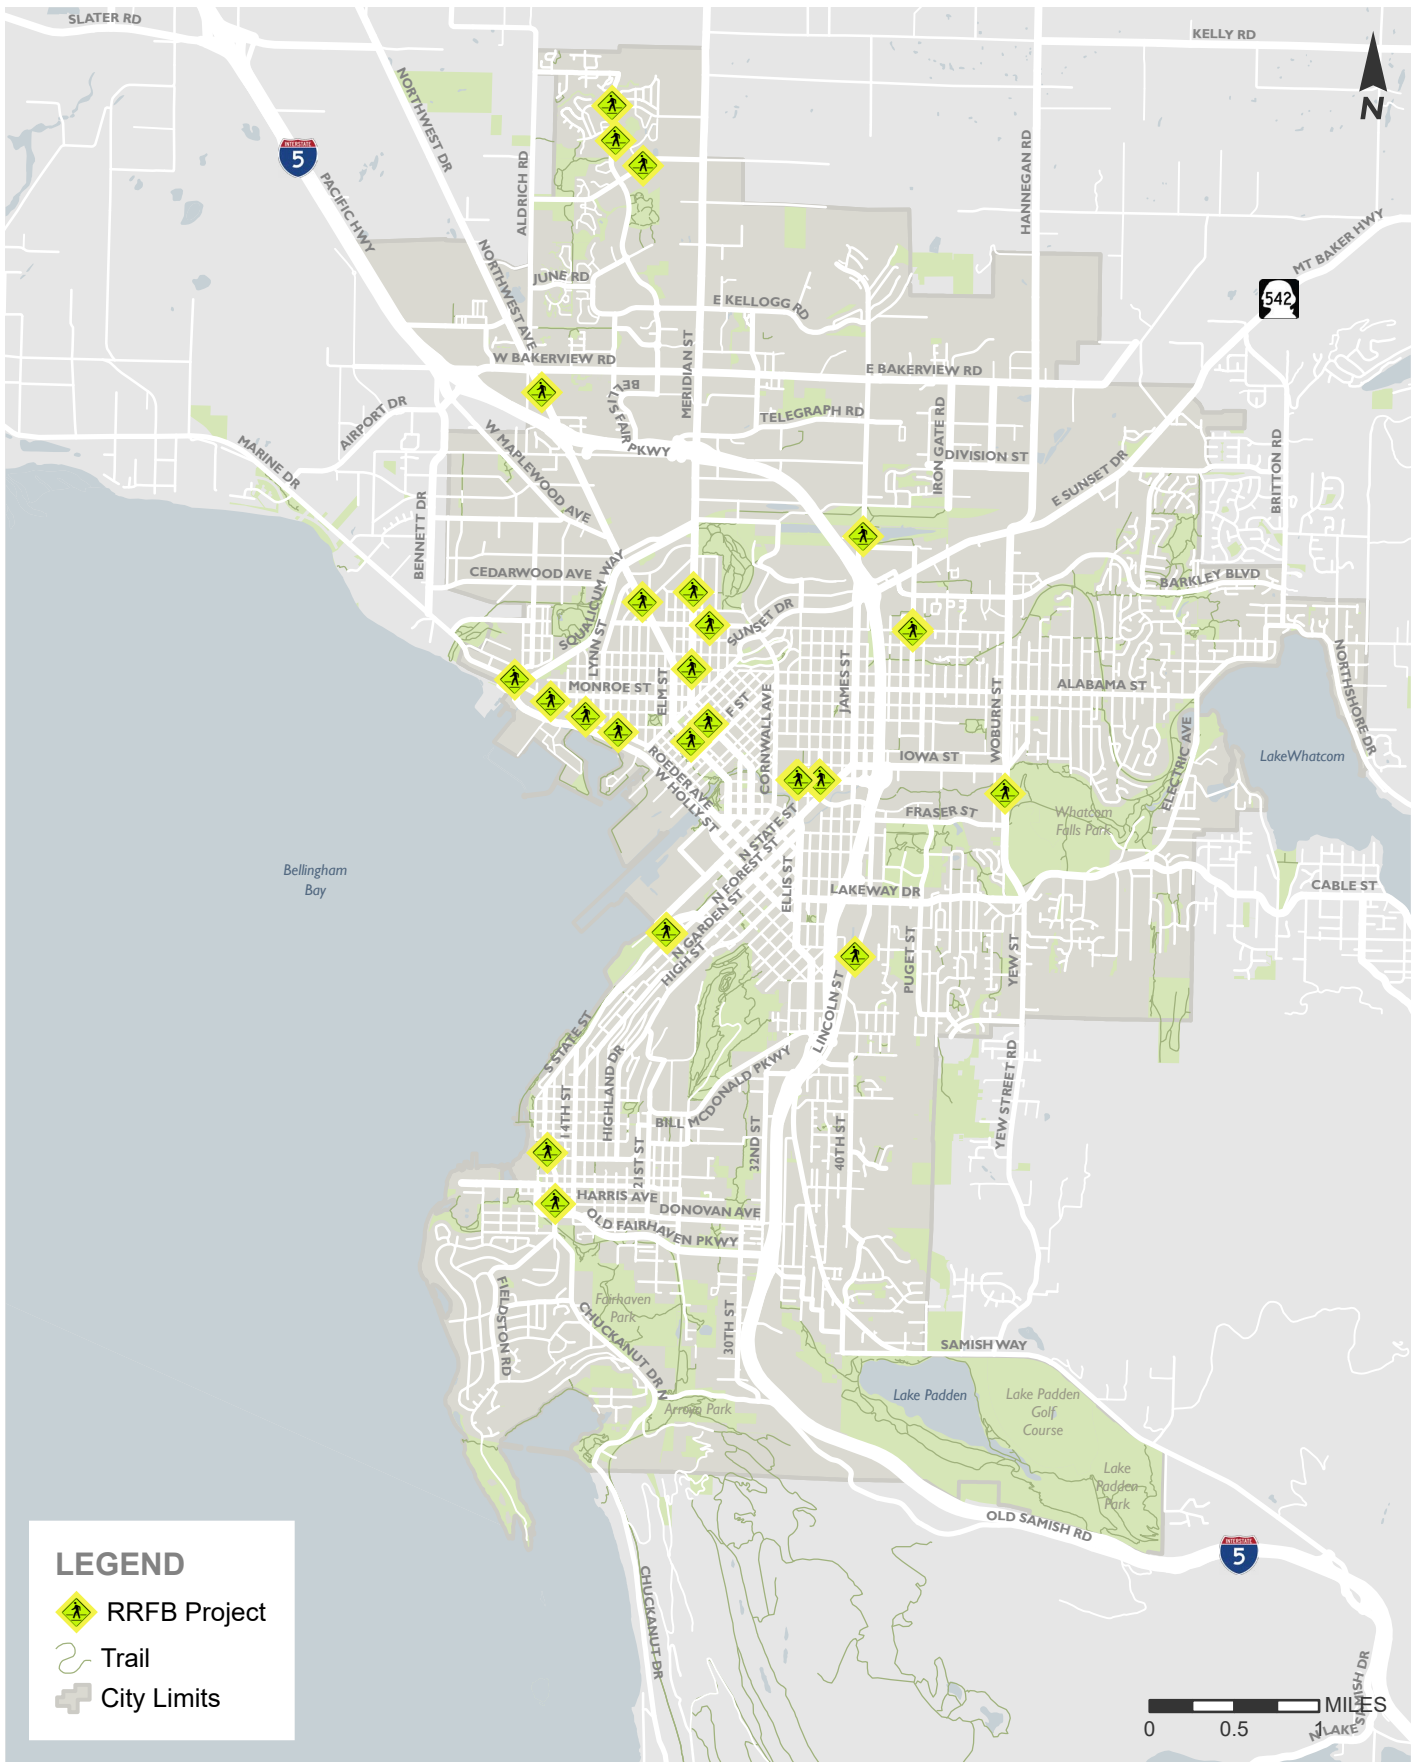 SLATER RD
KELLY RD
N
NORTHWEST DR
INTERSTATE
5
ALDRICH RD
HANNEGAN RD
PACIFIC HWY
MT BAKER HWY
542
NORTHWEST AVE
JUNE RD
E KELLOGG RD
MERIDIAN ST
W BAKERVIEW RD
E BAKERVIEW RD
BELLIS FAIR PKWY
AIRPORT DR
TELEGRAPH RD
IRON GATE RD
MARINE DR
W MAPLEWOOD AVE
DIVISION ST
E SUNSET DR
BRITTON RD
BENNETT DR
CEDARWOOD AVE
SQUALICUM WAY
BARKLEY BLVD
SUNSET DR
LYNN ST
NORTHSHORE DR
MONROE ST
ELM ST
F ST
JAMES ST
WOBURN ST
ALABAMA ST
CORNWALL AVE
ROEDER AVE
W HOLLY ST
IOWA ST
ELECTRIC AVE
Lake Whatcom
N STATE ST
FRASER ST
Whatcom
Falls Park
N FOREST ST
Bellingham
Bay
N GARDEN ST
ELLIS ST
LAKEWAY DR
CABLE ST
HIGH ST
PUGET ST
YEW ST
LINCOLN ST
S STATE ST
HIGHLAND DR
14TH ST
BILL MCDONALD PKWY
YEW STREET RD
21ST ST
32ND ST
40TH ST
HARRIS AVE
DONOVAN AVE
OLD FAIRHAVEN PKWY
FIELDSTON RD
Fairhaven
Park
CHUCKANUT DR N
30TH ST
SAMISH WAY
Lake Padden
Lake Padden
Golf
Course
Arroyo Park
Lake
Padden
Park
OLD SAMISH RD
INTERSTATE
5
CHUCKANUT DR
N LAKE SAMISH DR
LEGEND
RRFB Project
Trail
City Limits
MILES
0 0.5 1